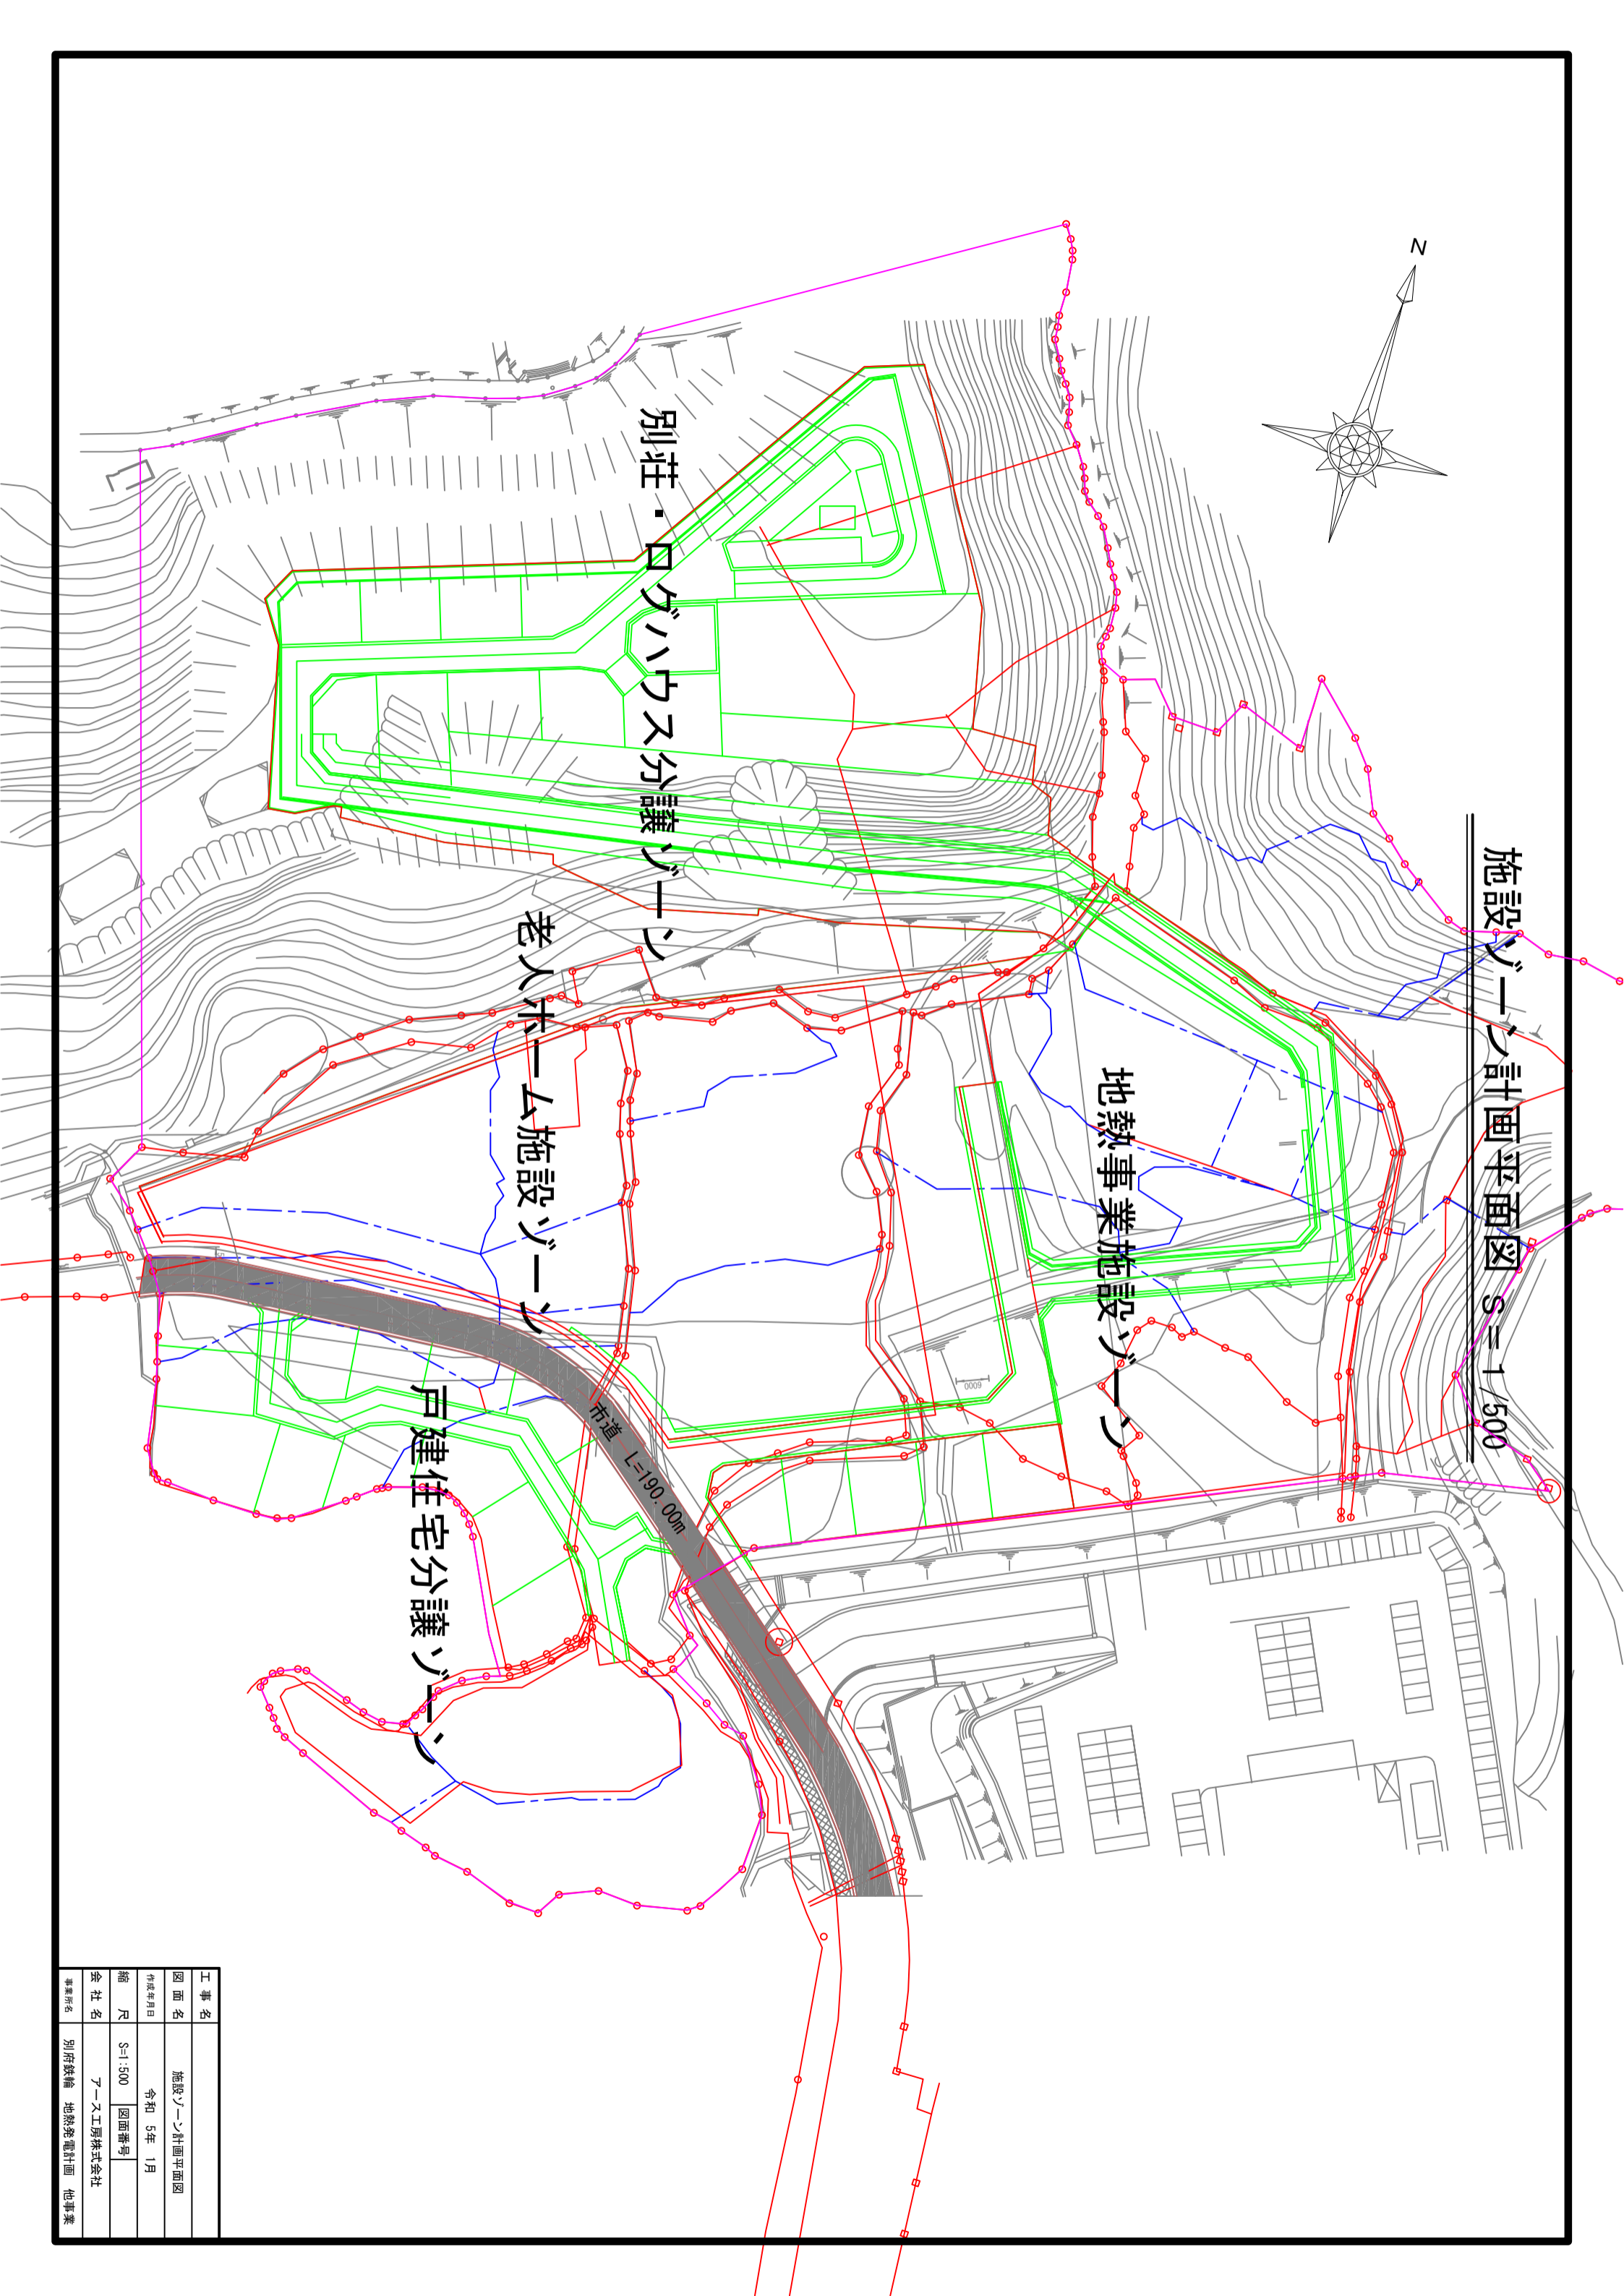 施設ゾーン計画平面図 S=1/500
N
別荘・ログハウス分譲ゾーン
老人ホーム施設ゾーン
地熱事業施設ゾーン
戸建住宅分譲ゾーン
市道 L=190.00m
6000
工事名
図面名 施設ゾーン計画平面図
作成年月日 令和 5年 1月
縮尺 S=1:500 図面番号
会社名 アース工房株式会社
事業所名 別府鉄輪 地熱発電計画 他事業